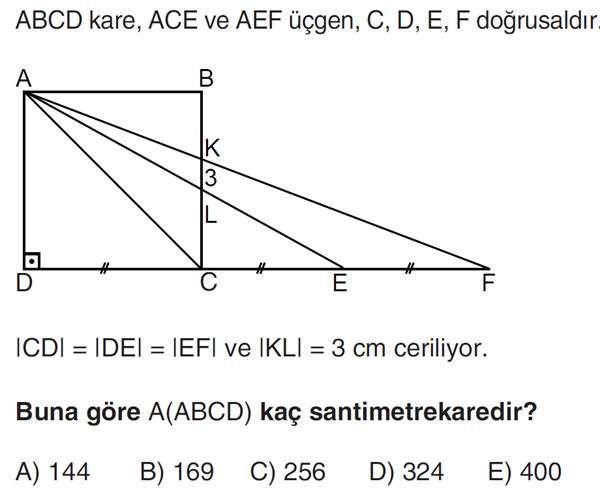 ABCD kare, ACE ve AEF üçgen, C, D, E, F doğrusaldır.
A B
K
3
L
D C E F
|CD| = |DE| = |EF| ve |KL| = 3 cm ceriliyor.
Buna göre A(ABCD) kaç santimetrekaredir?
A) 144 B) 169 C) 256 D) 324 E) 400